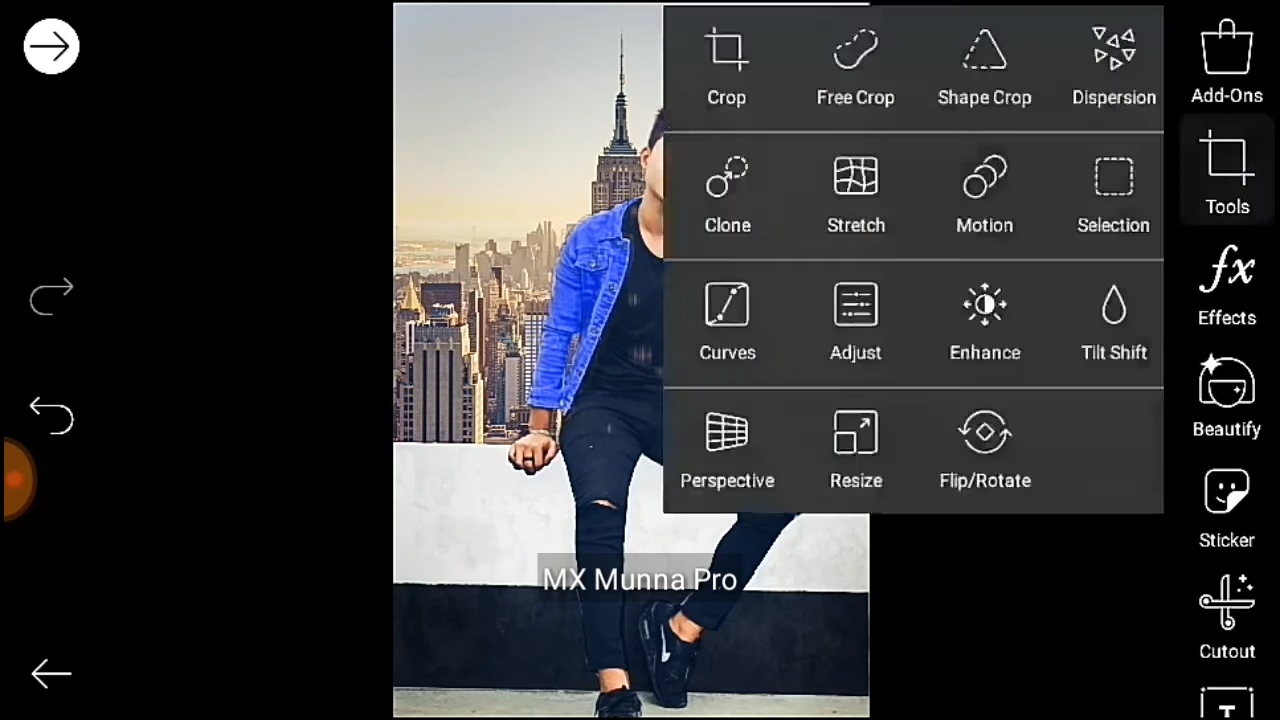 Crop Free Crop Shape Crop Dispersion
Clone Stretch Motion Selection
Curves Adjust Enhance Tilt Shift
Perspective Resize Flip/Rotate
Add-Ons
Tools
fx
Effects
Beautify
Sticker
Cutout
T
MX Munna Pro